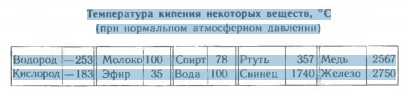 Температура кипения некоторых веществ, °С
(при нормальном атмосферном давлении)
Водород —253 Молоко 100 Спирт 78 Ртуть 357 Медь 2567
Кислород —183 Эфир 35 Вода 100 Свинец 1740 Железо 2750